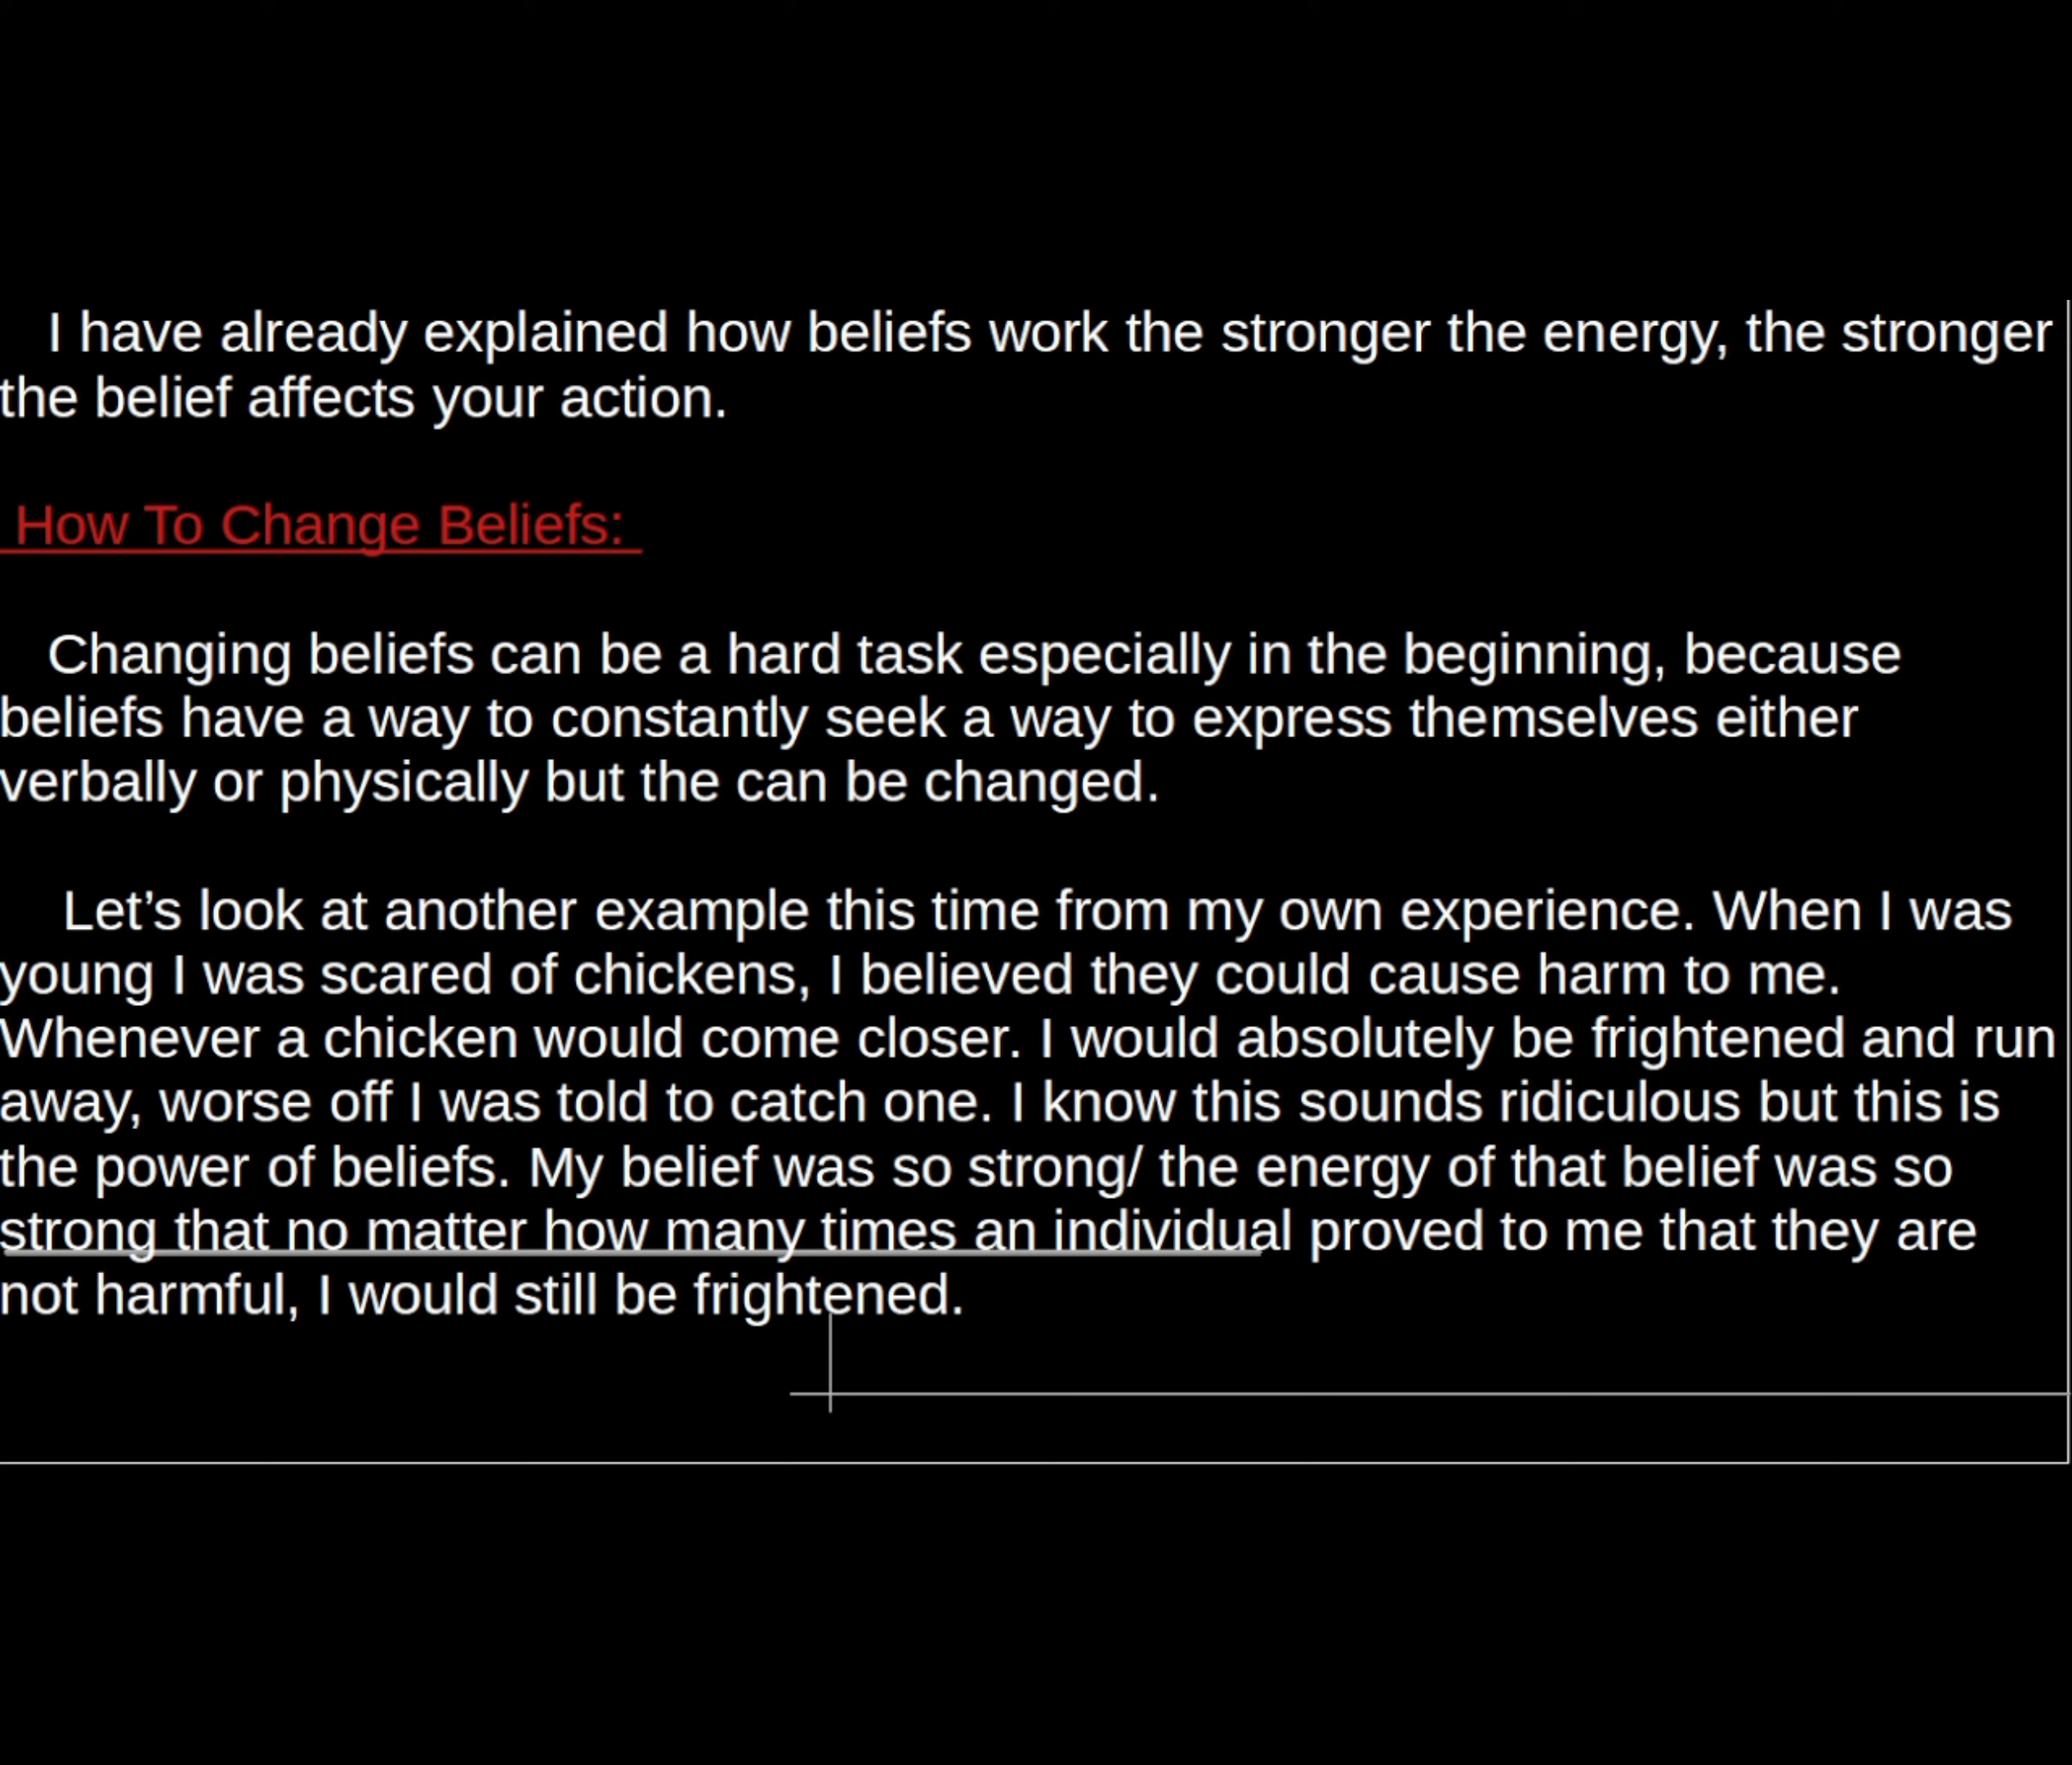 I have already explained how beliefs work the stronger the energy, the stronger
the belief affects your action.
How To Change Beliefs:
Changing beliefs can be a hard task especially in the beginning, because
beliefs have a way to constantly seek a way to express themselves either
verbally or physically but the can be changed.
Let’s look at another example this time from my own experience. When I was
young I was scared of chickens, I believed they could cause harm to me.
Whenever a chicken would come closer. I would absolutely be frightened and run
away, worse off I was told to catch one. I know this sounds ridiculous but this is
the power of beliefs. My belief was so strong/ the energy of that belief was so
strong that no matter how many times an individual proved to me that they are
not harmful, I would still be frightened.